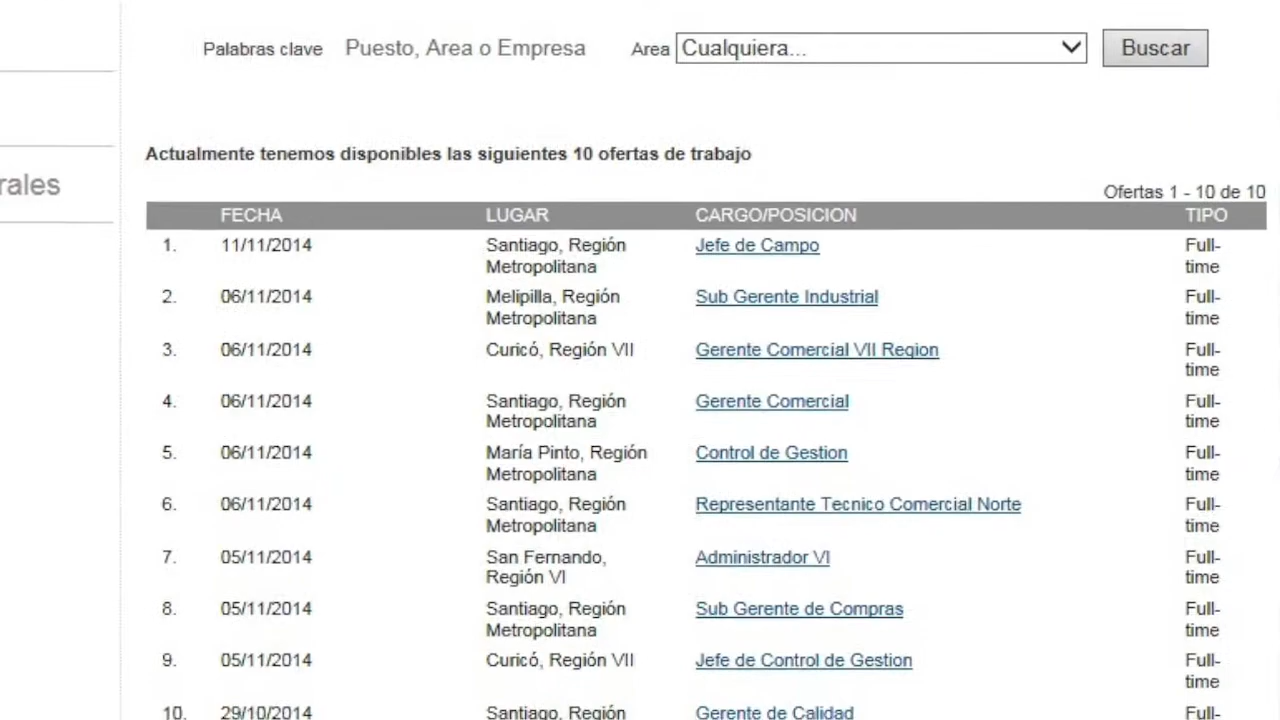 Palabras clave Puesto, Area o Empresa Area Cualquiera... Buscar
Actualmente tenemos disponibles las siguientes 10 ofertas de trabajo
rales
Ofertas 1 - 10 de 10
FECHA LUGAR CARGO/POSICION TIPO
1. 11/11/2014 Santiago, Región Jefe de Campo Full-
Metropolitana time
2. 06/11/2014 Melipilla, Región Sub Gerente Industrial Full-
Metropolitana time
3. 06/11/2014 Curicó, Región VII Gerente Comercial VII Region Full-
time
4. 06/11/2014 Santiago, Región Gerente Comercial Full-
Metropolitana time
5. 06/11/2014 María Pinto, Región Control de Gestion Full-
Metropolitana time
6. 06/11/2014 Santiago, Región Representante Tecnico Comercial Norte Full-
Metropolitana time
7. 05/11/2014 San Fernando, Administrador VI Full-
Región VI time
8. 05/11/2014 Santiago, Región Sub Gerente de Compras Full-
Metropolitana time
9. 05/11/2014 Curicó, Región VII Jefe de Control de Gestion Full-
time
10. 29/10/2014 Santiago, Región Gerente de Calidad Full-